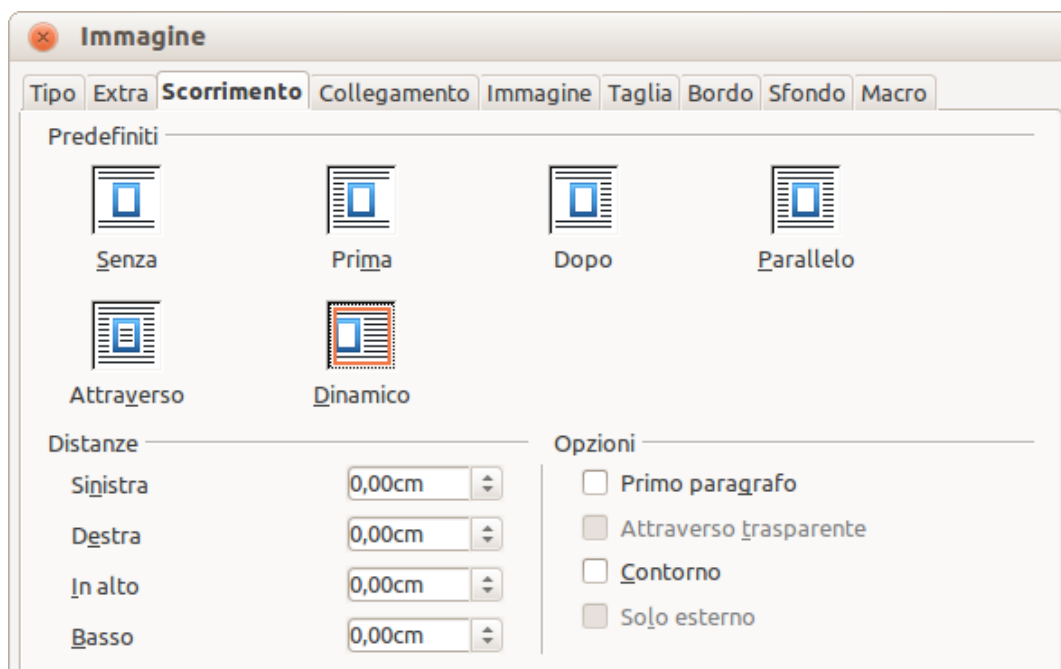 Immagine
Tipo Extra Scorrimento Collegamento Immagine Taglia Bordo Sfondo Macro
Predefiniti
Senza Prima Dopo Parallelo
Attraverso Dinamico
Distanze Opzioni
Sinistra 0,00cm Primo paragrafo
Destra 0,00cm Attraverso trasparente
In alto 0,00cm Contorno
Basso 0,00cm Solo esterno